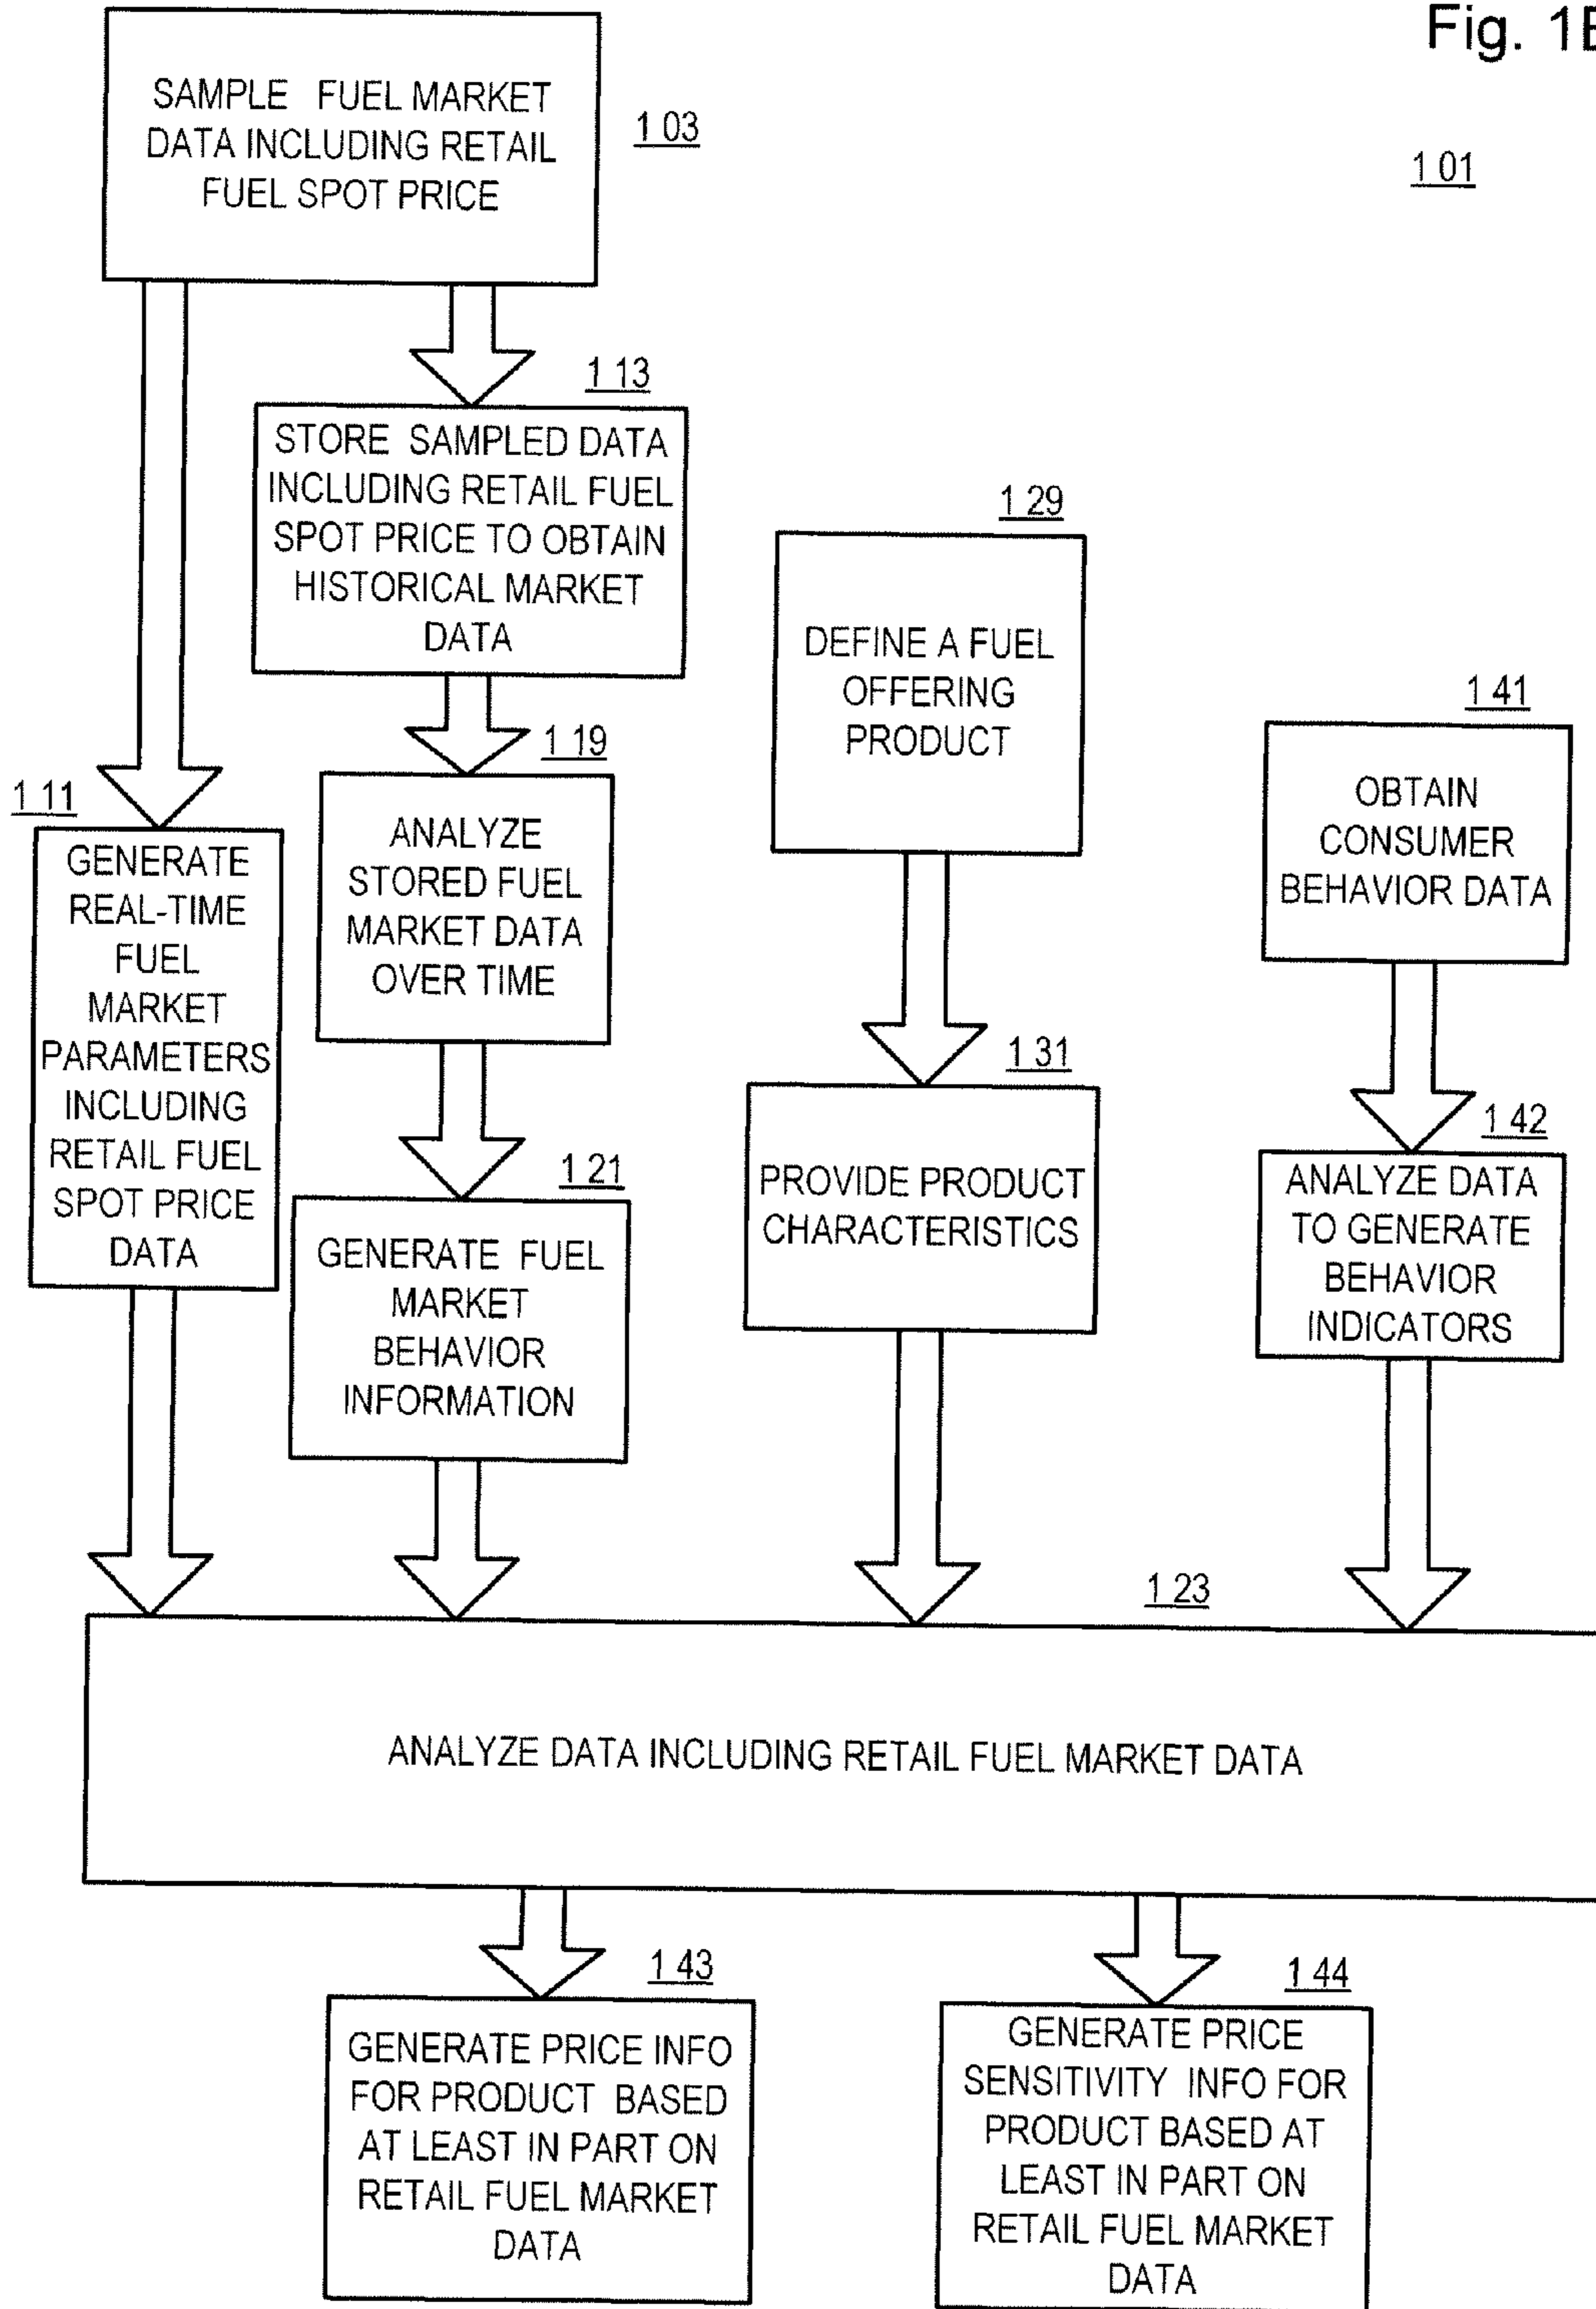 Fig. 1B
SAMPLE FUEL MARKET
DATA INCLUDING RETAIL
FUEL SPOT PRICE
1 03
1 01
1 13
STORE SAMPLED DATA
INCLUDING RETAIL FUEL
SPOT PRICE TO OBTAIN
HISTORICAL MARKET
DATA
1 29
DEFINE A FUEL
OFFERING
PRODUCT
1 41
OBTAIN
CONSUMER
BEHAVIOR DATA
1 19
ANALYZE
STORED FUEL
MARKET DATA
OVER TIME
1 11
GENERATE
REAL-TIME
FUEL
MARKET
PARAMETERS
INCLUDING
RETAIL FUEL
SPOT PRICE
DATA
1 31
PROVIDE PRODUCT
CHARACTERISTICS
1 42
ANALYZE DATA
TO GENERATE
BEHAVIOR
INDICATORS
1 21
GENERATE FUEL
MARKET
BEHAVIOR
INFORMATION
1 23
ANALYZE DATA INCLUDING RETAIL FUEL MARKET DATA
1 43
GENERATE PRICE INFO
FOR PRODUCT BASED
AT LEAST IN PART ON
RETAIL FUEL MARKET
DATA
1 44
GENERATE PRICE
SENSITIVITY INFO FOR
PRODUCT BASED AT
LEAST IN PART ON
RETAIL FUEL MARKET
DATA